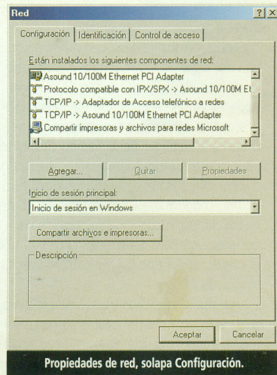 Red
Configuración Identificación Control de acceso
Están instalados los siguientes componentes de red:
Asound 10/100M Ethernet PCI Adapter
Protocolo compatible con IPX/SPX -> Asound 10/100M Et
TCP/IP -> Adaptador de Acceso telefónico a redes
TCP/IP -> Asound 10/100M Ethernet PCI Adapter
Compartir impresoras y archivos para redes Microsoft
Agregar... Quitar Propiedades
Inicio de sesión principal:
Inicio de sesión en Windows
Compartir archivos e impresoras...
Descripción
Aceptar Cancelar
Propiedades de red, solapa Configuración.